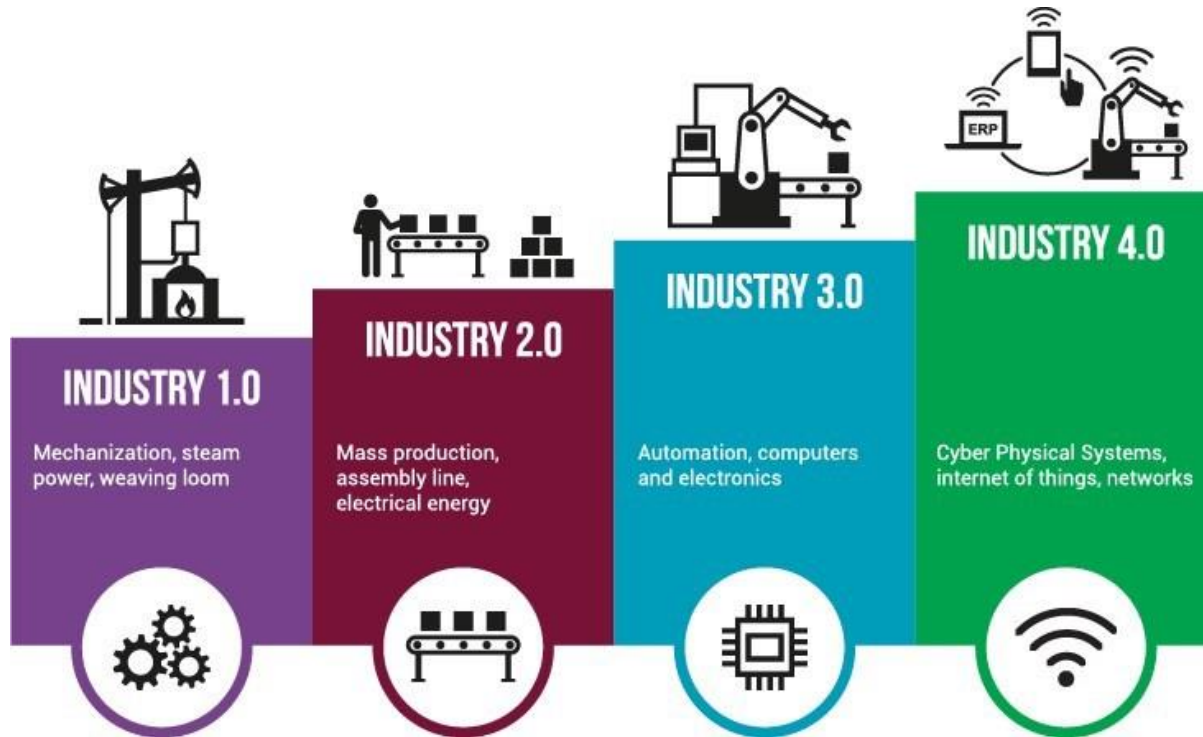 ERP
INDUSTRY 1.0
Mechanization, steam
power, weaving loom
INDUSTRY 2.0
Mass production,
assembly line,
electrical energy
INDUSTRY 3.0
Automation, computers
and electronics
INDUSTRY 4.0
Cyber Physical Systems,
internet of things, networks